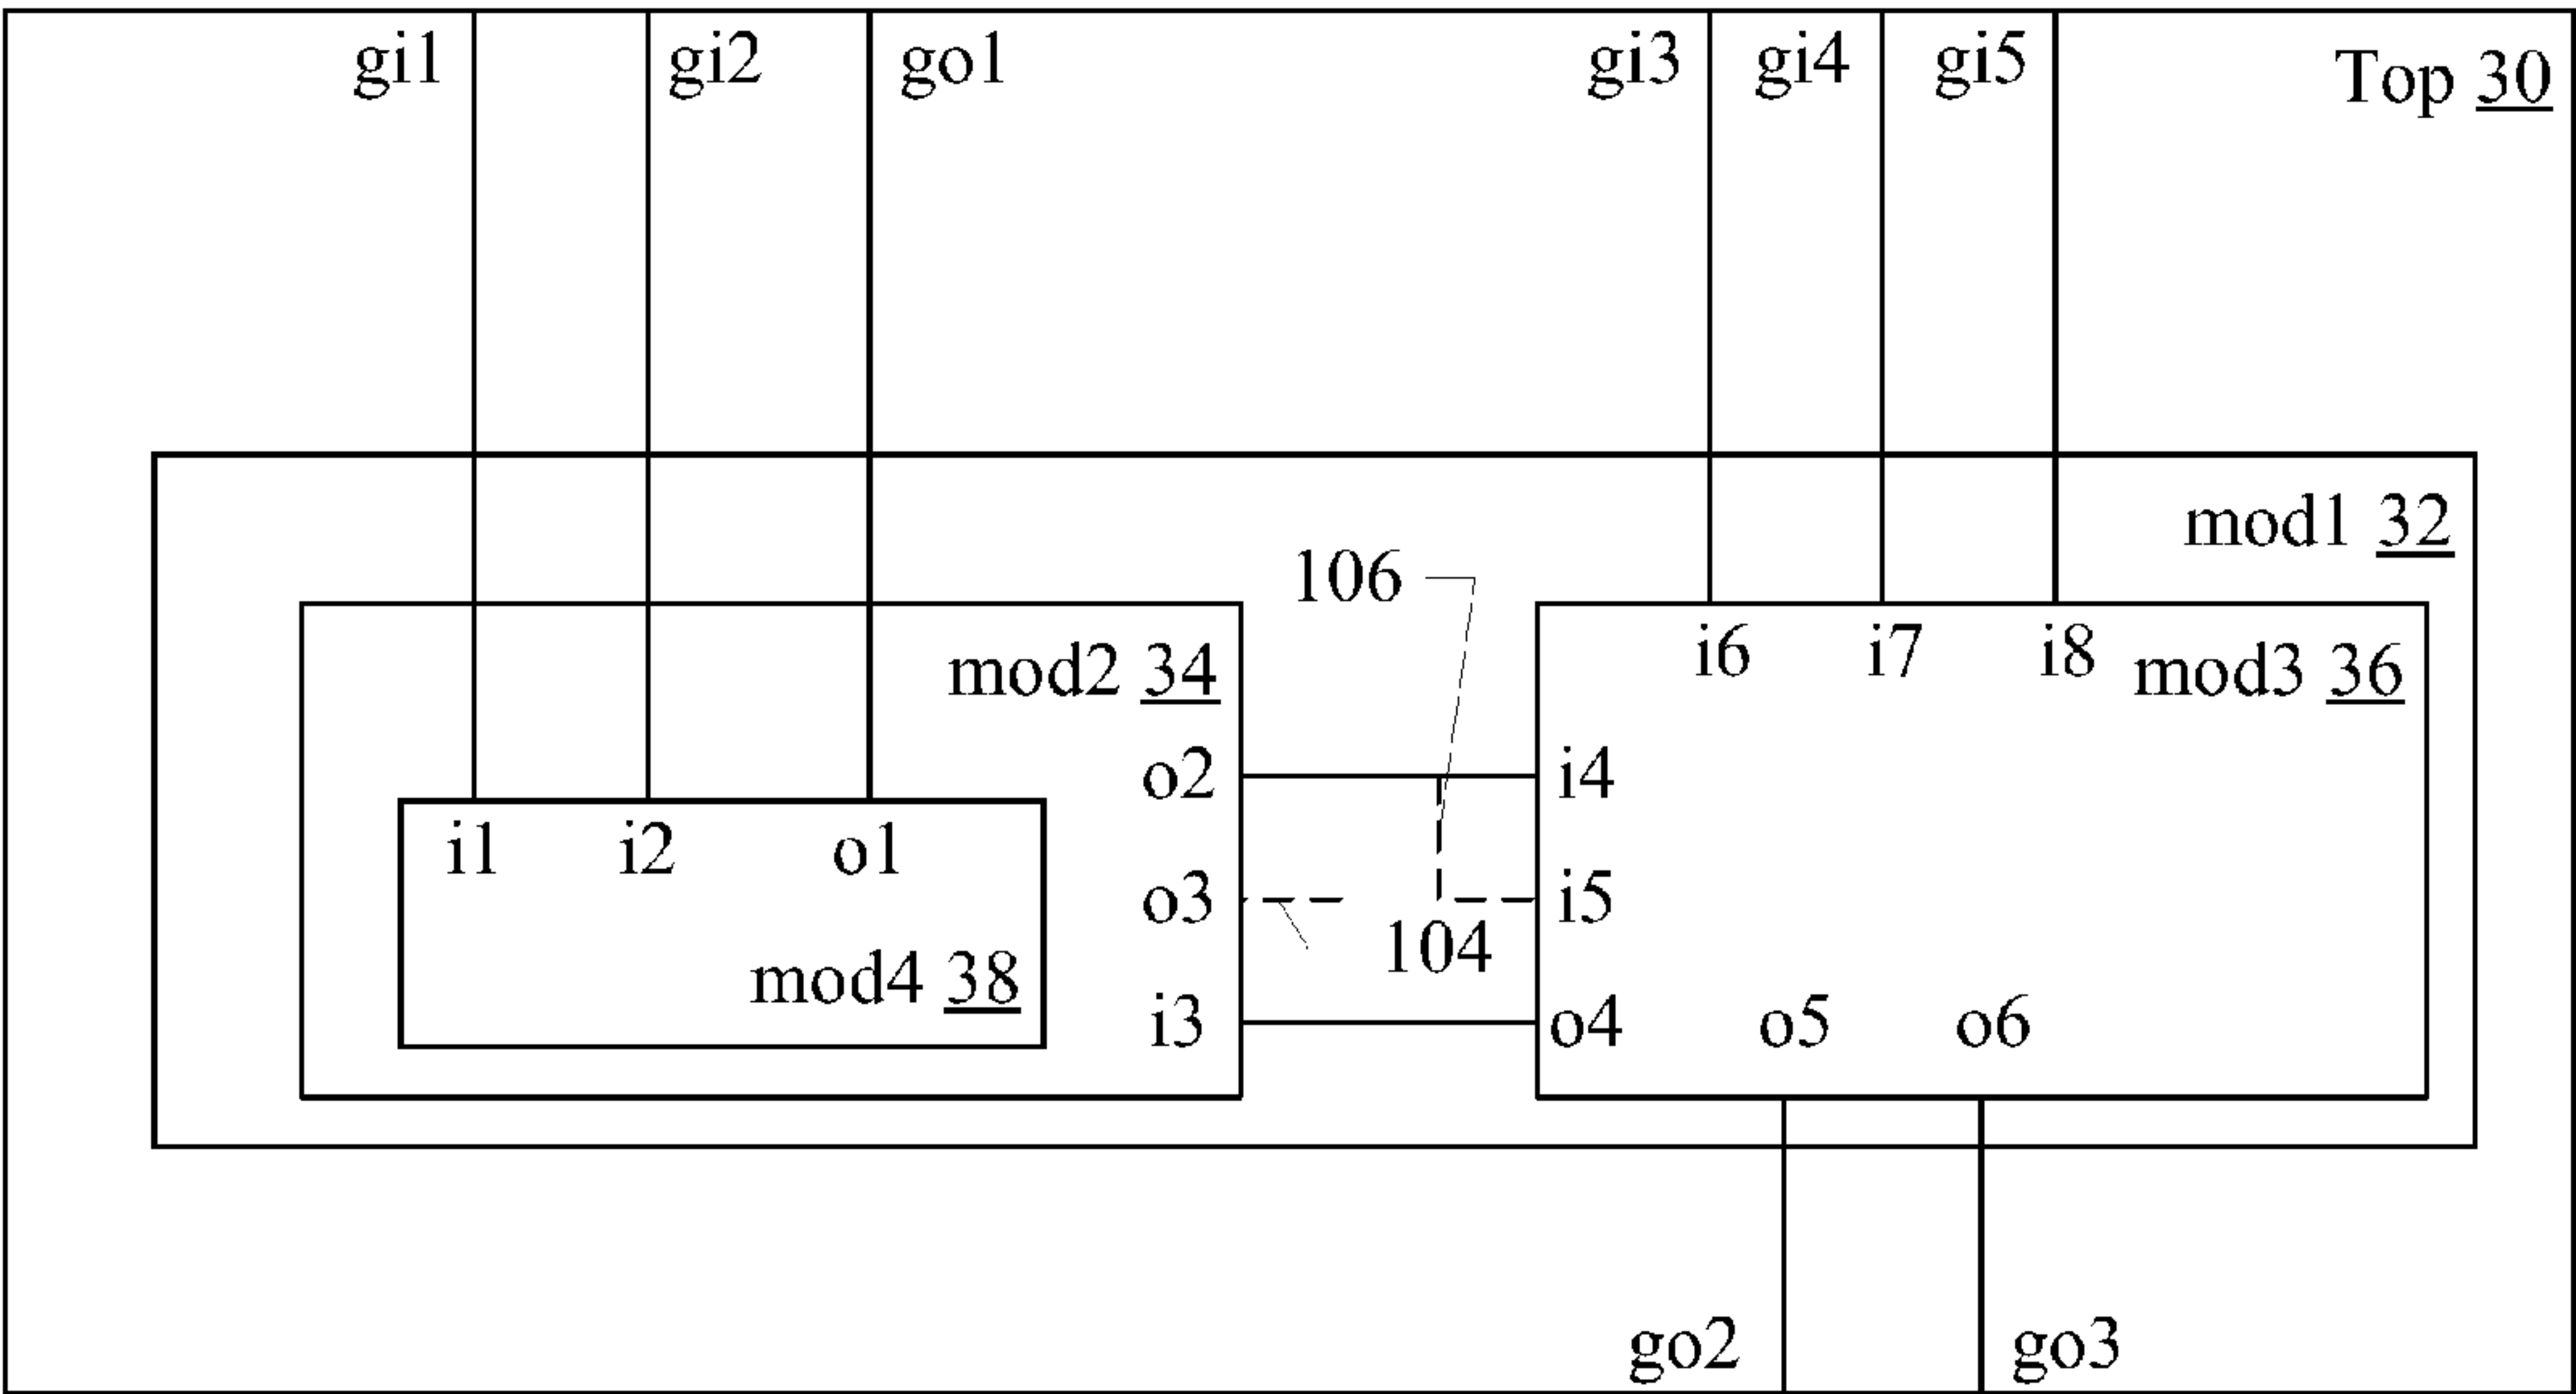 gi1 gi2 go1 gi3 gi4 gi5 Top 30
mod1 32
106
i6 i7 i8 mod3 36
mod2 34
o2 i4
i1 i2 o1
o3 i5
104
mod4 38
i3 o4 o5 o6
go2 go3